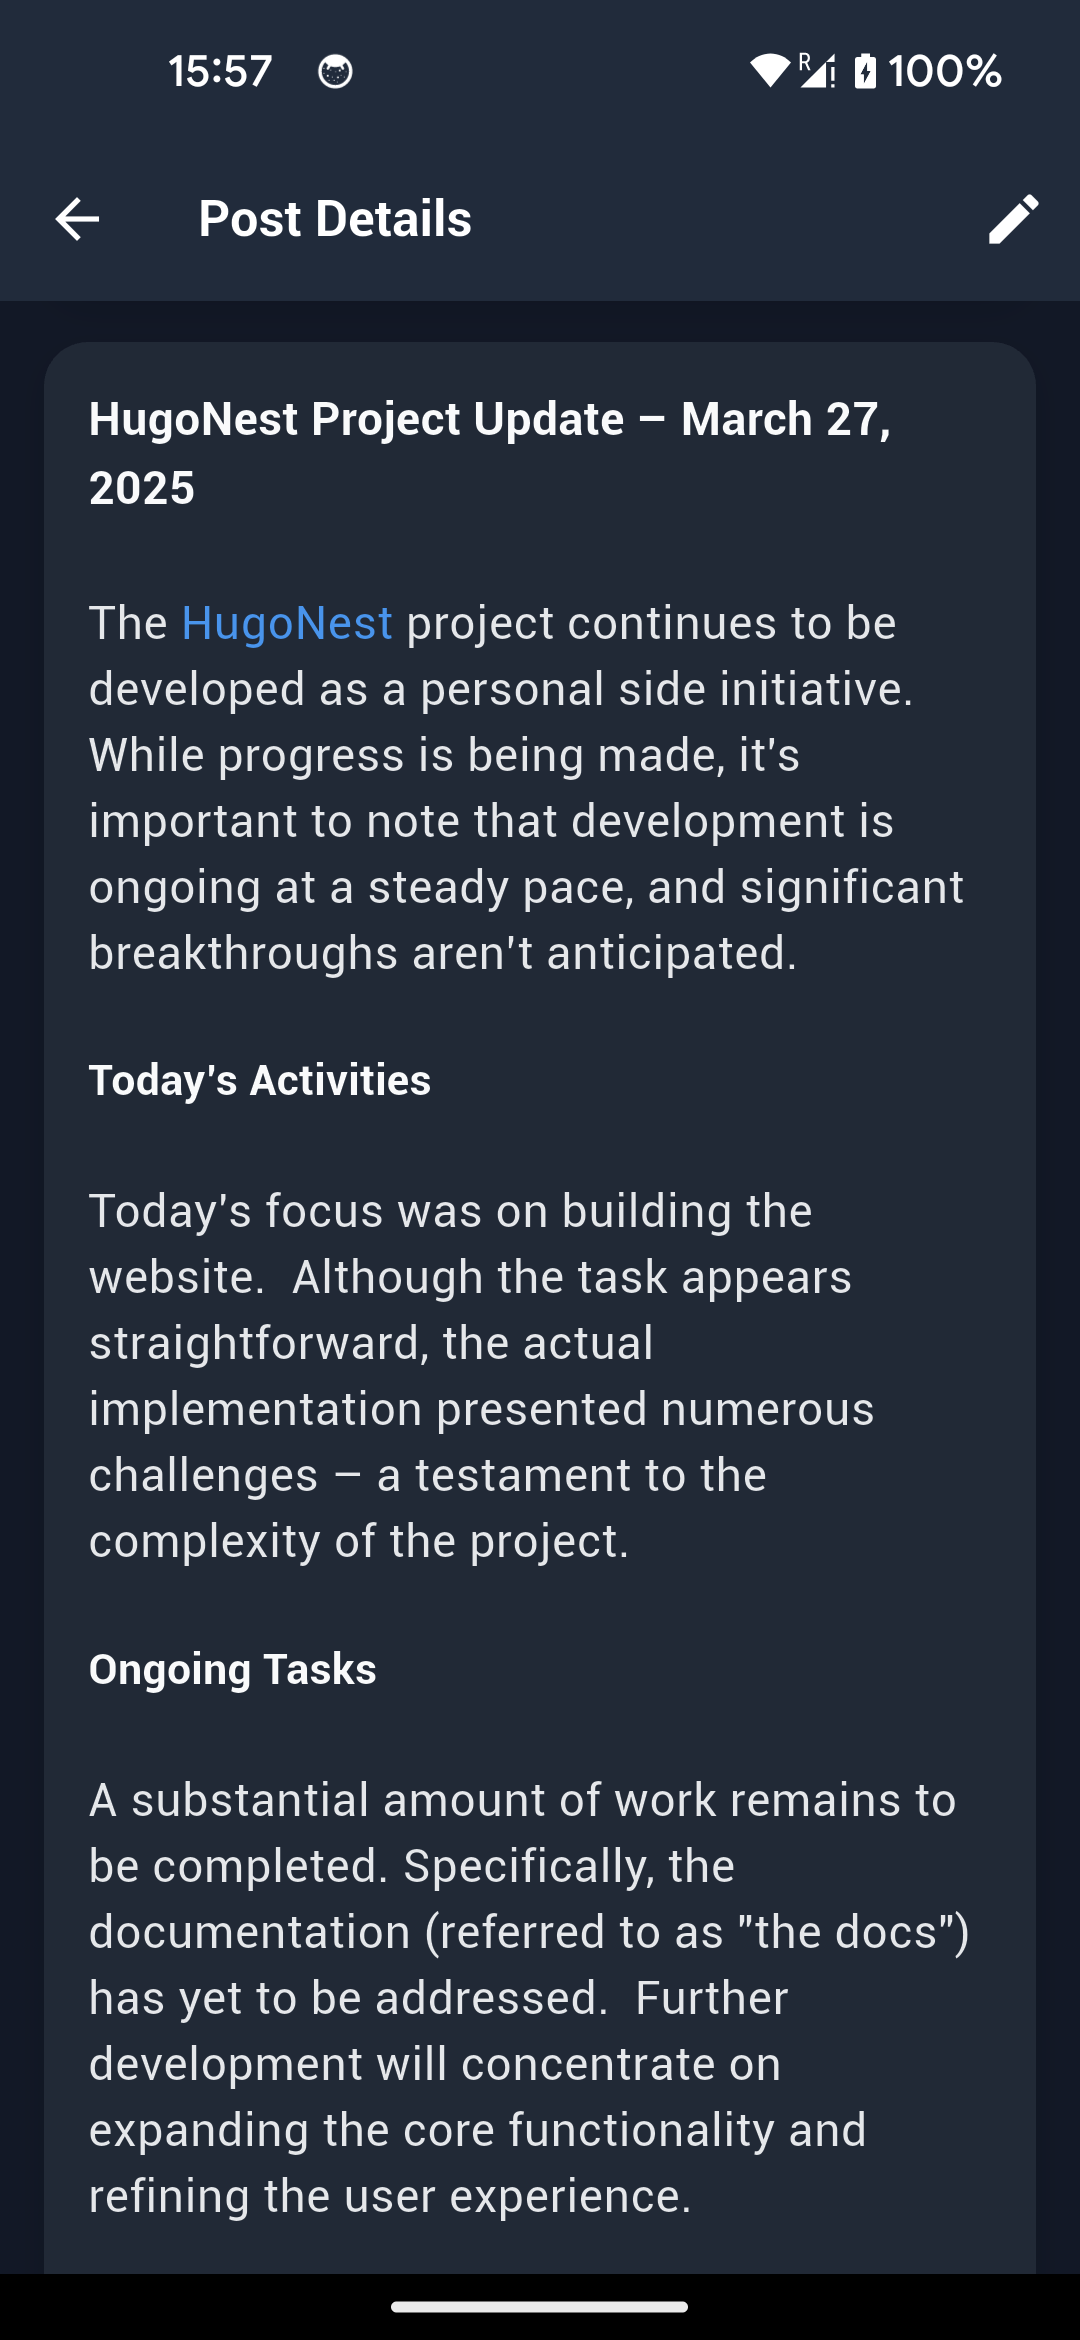 15:57
R
100%
Post Details
HugoNest Project Update – March 27,
2025
The HugoNest project continues to be
developed as a personal side initiative.
While progress is being made, it's
important to note that development is
ongoing at a steady pace, and significant
breakthroughs aren't anticipated.
Today's Activities
Today's focus was on building the
website.  Although the task appears
straightforward, the actual
implementation presented numerous
challenges – a testament to the
complexity of the project.
Ongoing Tasks
A substantial amount of work remains to
be completed. Specifically, the
documentation (referred to as "the docs")
has yet to be addressed.  Further
development will concentrate on
expanding the core functionality and
refining the user experience.